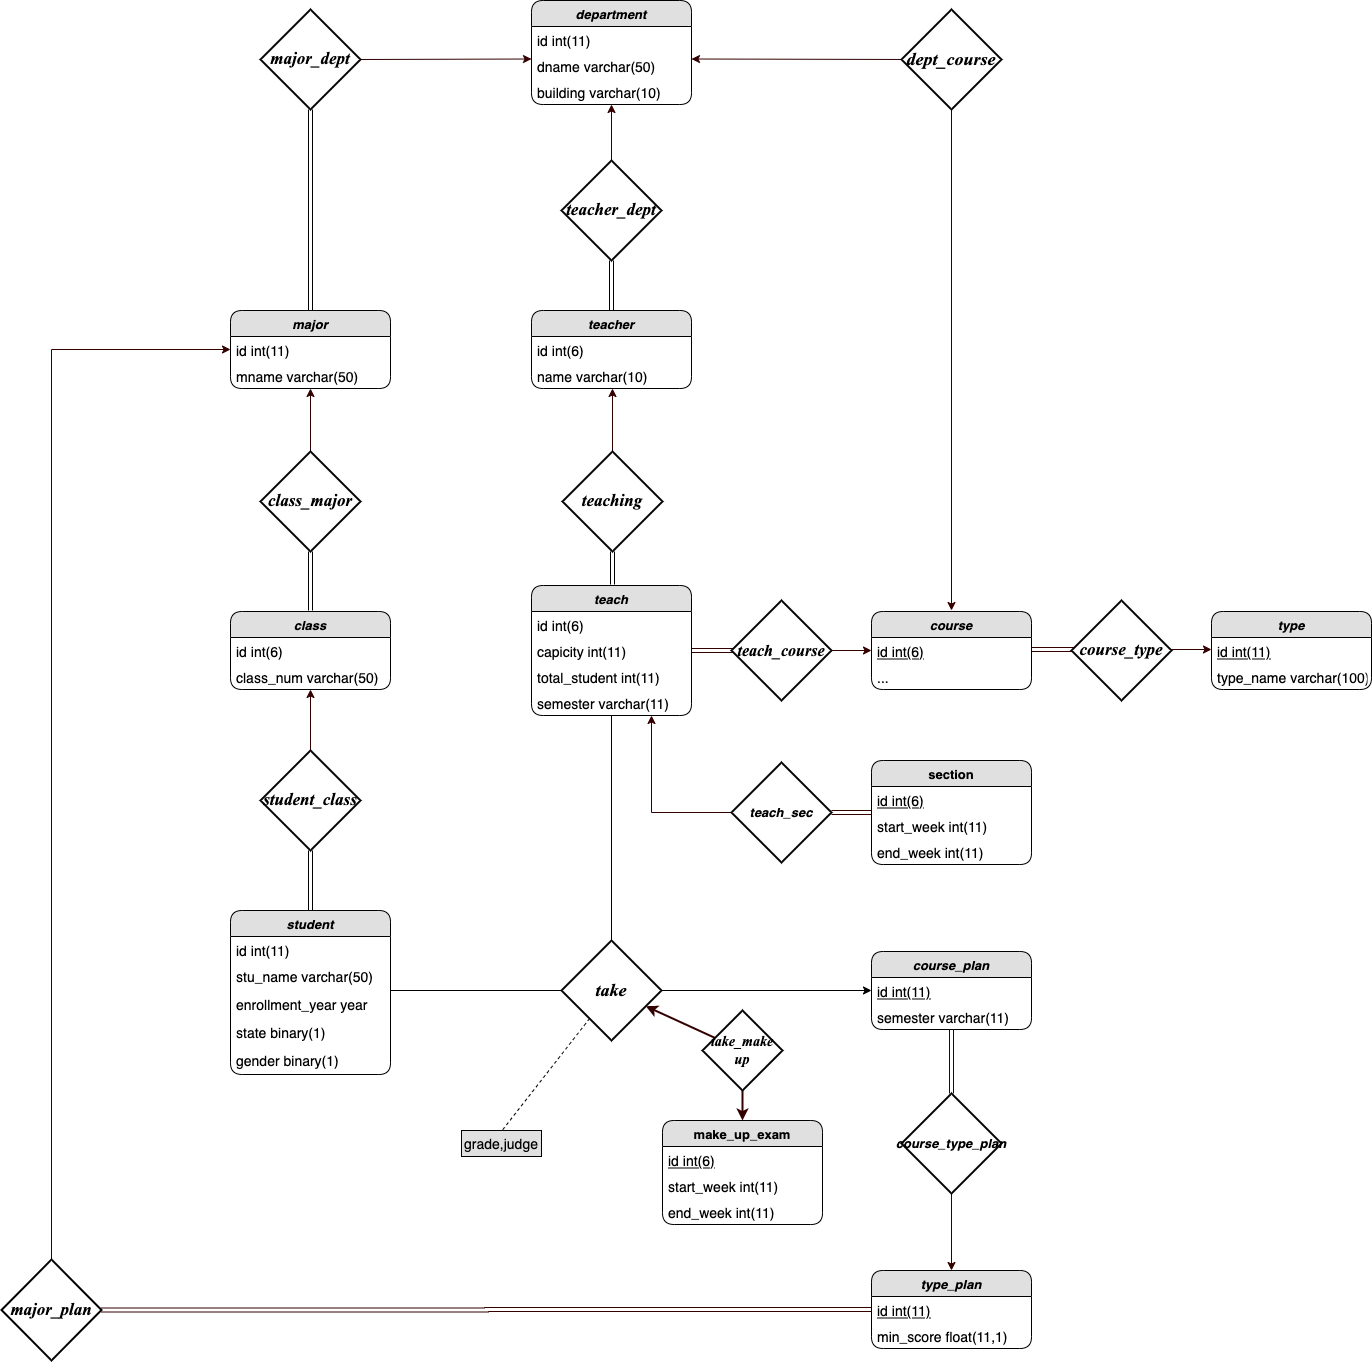 department
id int(11)
dname varchar(50)
building varchar(10)
major_dept
dept_course
teacher_dept
major
id int(11)
mname varchar(50)
teacher
id int(6)
name varchar(10)
class_major
teaching
teach
id int(6)
capicity int(11)
total_student int(11)
semester varchar(11)
class
id int(6)
class_num varchar(50)
teach_course
course
id int(6)
...
course_type
type
id int(11)
type_name varchar(100)
student_class
teach_sec
section
id int(6)
start_week int(11)
end_week int(11)
student
id int(11)
stu_name varchar(50)
enrollment_year year
state binary(1)
gender binary(1)
take
course_plan
id int(11)
semester varchar(11)
take_make
up
grade,judge
make_up_exam
id int(6)
start_week int(11)
end_week int(11)
course_type_plan
major_plan
type_plan
id int(11)
min_score float(11,1)